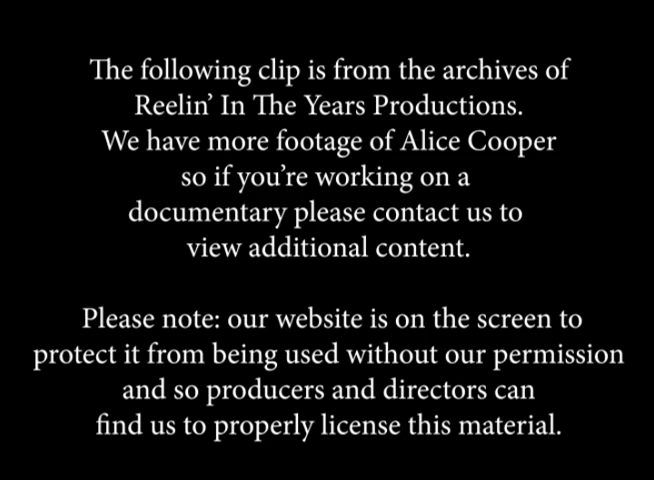 The following clip is from the archives of
Reelin’ In The Years Productions.
We have more footage of Alice Cooper
so if you’re working on a
documentary please contact us to
view additional content.
Please note: our website is on the screen to
protect it from being used without our permission
and so producers and directors can
find us to properly license this material.